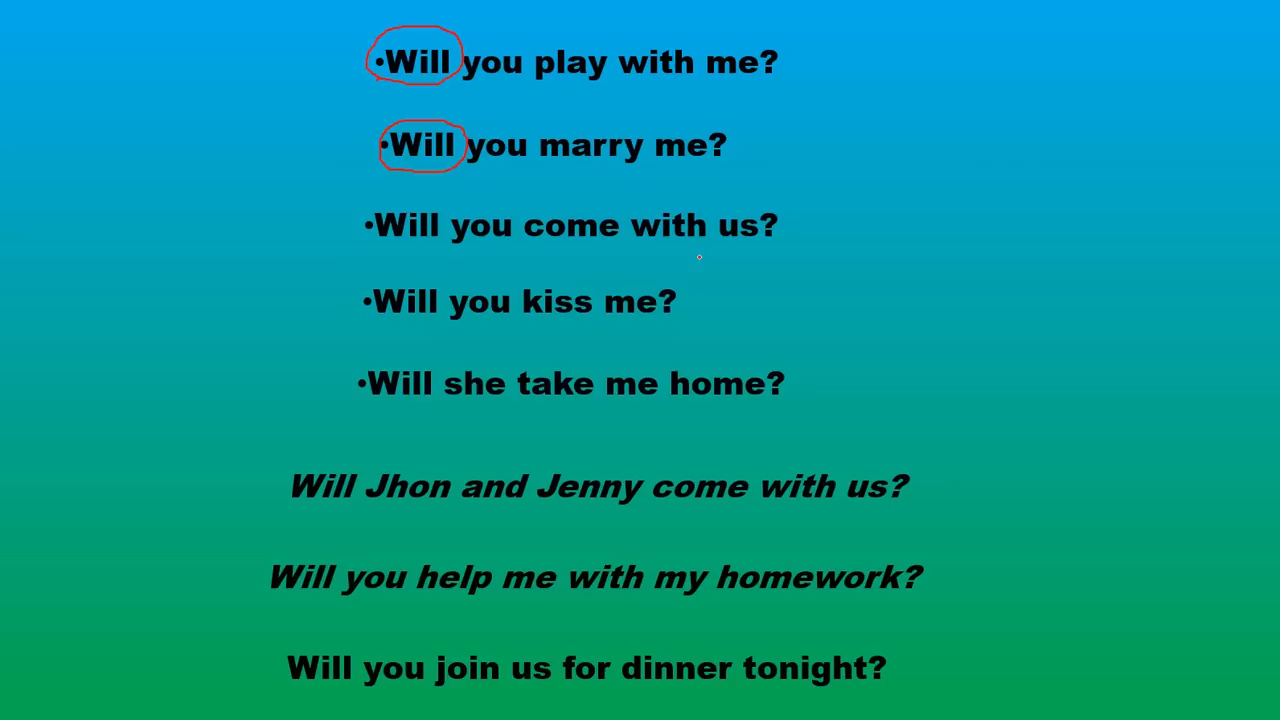 •Will you play with me?
•Will you marry me?
•Will you come with us?
•Will you kiss me?
•Will she take me home?
Will Jhon and Jenny come with us?
Will you help me with my homework?
Will you join us for dinner tonight?